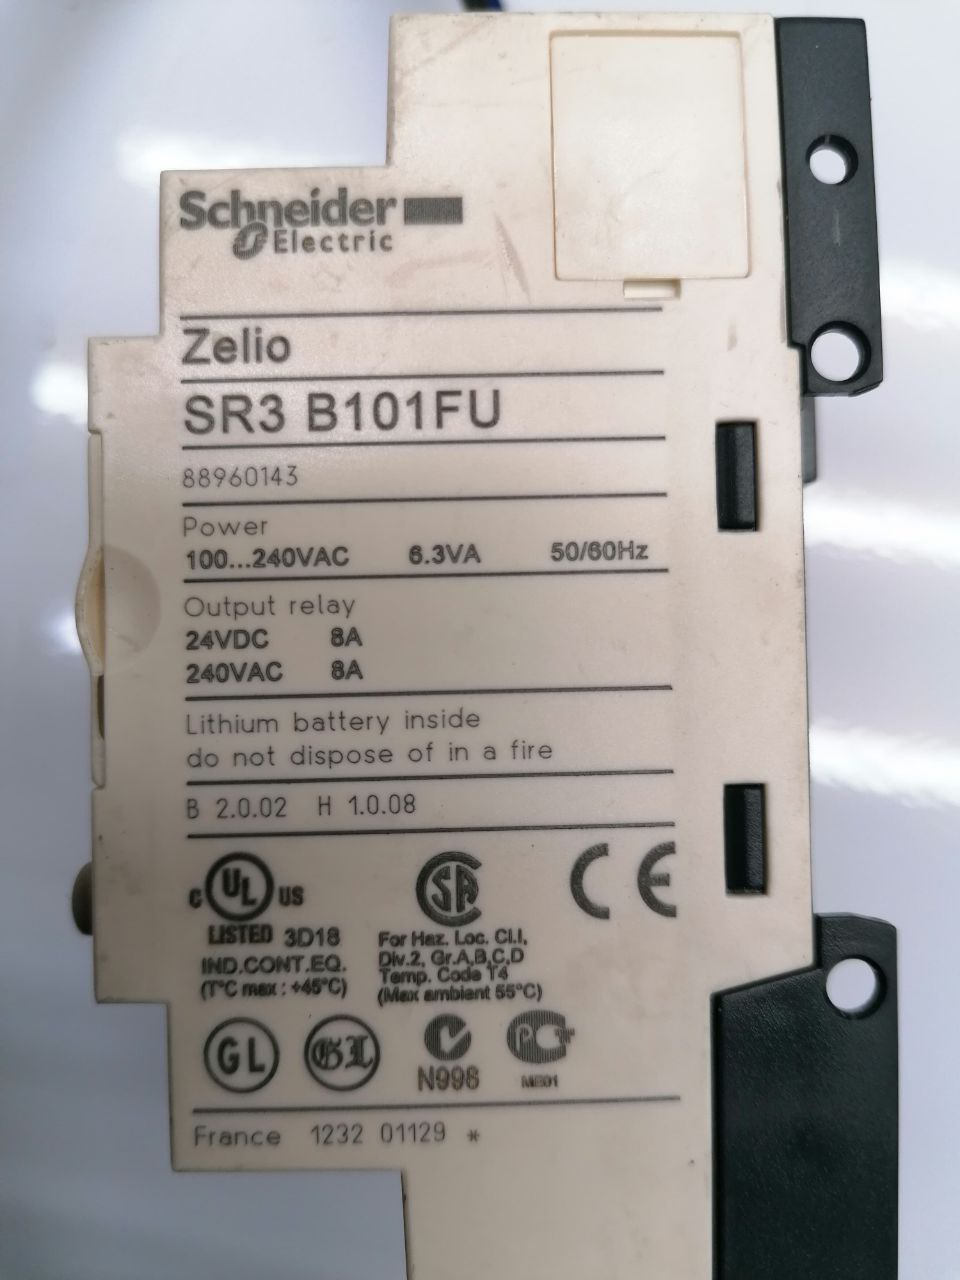 Schneider
Electric
Zelio
SR3 B101FU
88960143
Power
100...240VAC 6.3VA 50/60Hz
Output relay
24VDC 8A
240VAC 8A
Lithium battery inside
do not dispose of in a fire
B 2.0.02 H 1.0.08
C UL US
LISTED 3D18
IND.CONT.EQ.
(T°C max : +45°C)
SA
For Haz. Loc. Cl.I,
Div.2, Gr.A,B,C,D
Temp. Code T4
(Max ambient 55°C)
CE
GL
GL
N998
PCT
ME01
France 1232 01129 *